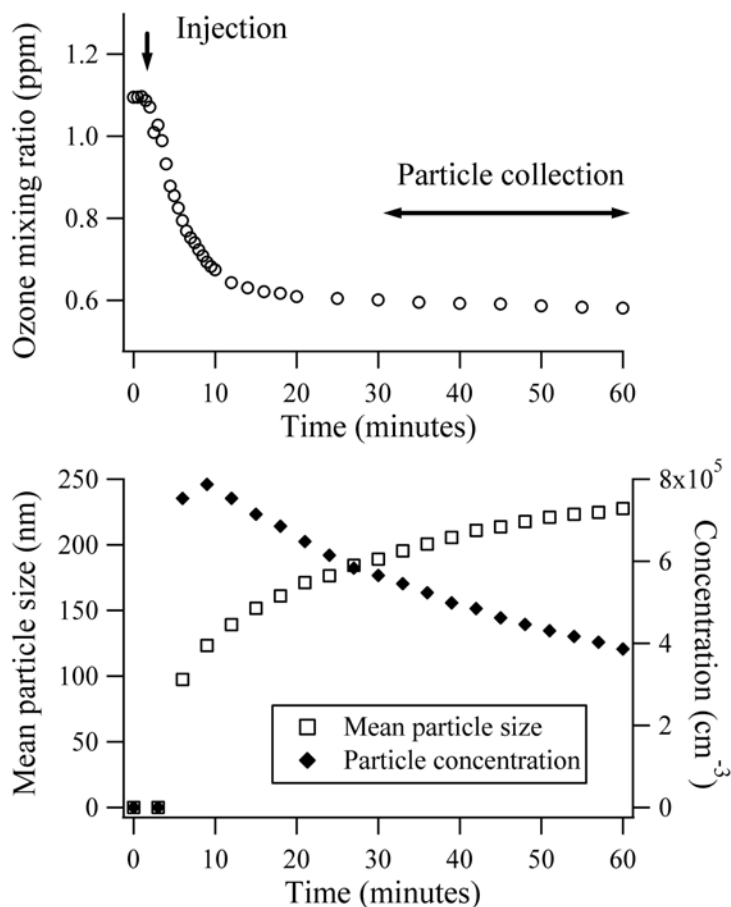 Injection
Ozone mixing ratio (ppm)
1.2
1.0
0.8
0.6
Particle collection
0 10 20 30 40 50 60
Time (minutes)
Mean particle size (nm)
250
200
150
100
50
0
8x10⁵
6
4
2
0
Concentration (cm⁻³)
Mean particle size
Particle concentration
0 10 20 30 40 50 60
Time (minutes)